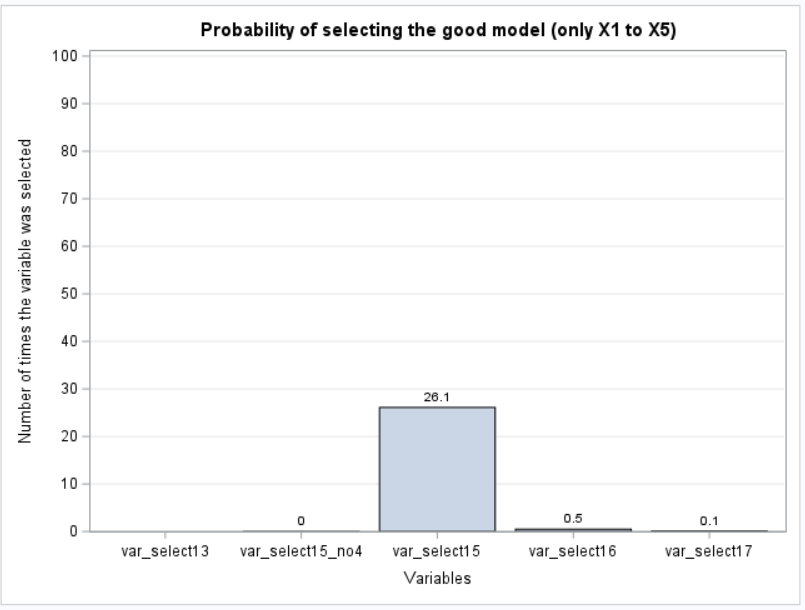 Probability of selecting the good model (only X1 to X5)
Number of times the variable was selected
100
90
80
70
60
50
40
30
20
10
0
0
26.1
0.5
0.1
var_select13
var_select15_no4
var_select15
var_select16
var_select17
Variables